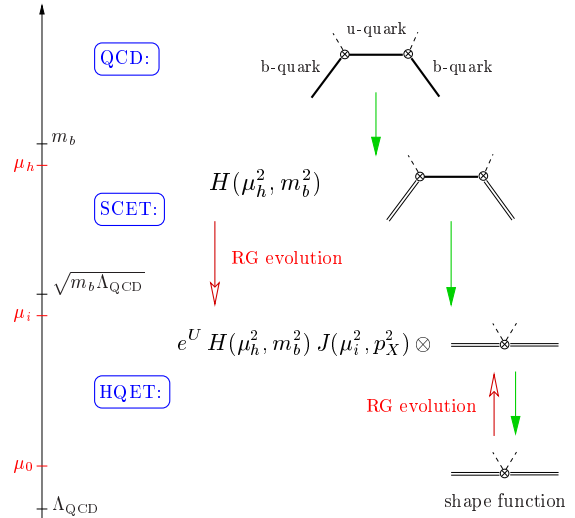 u-quark
QCD:
b-quark
b-quark
m_b
μ_h
H(μ_h^2, m_b^2)
SCET:
RG evolution
√(m_b Λ_QCD)
μ_i
e^U H(μ_h^2, m_b^2) J(μ_i^2, p_X^2) ⊗
HQET:
RG evolution
μ_0
shape function
Λ_QCD